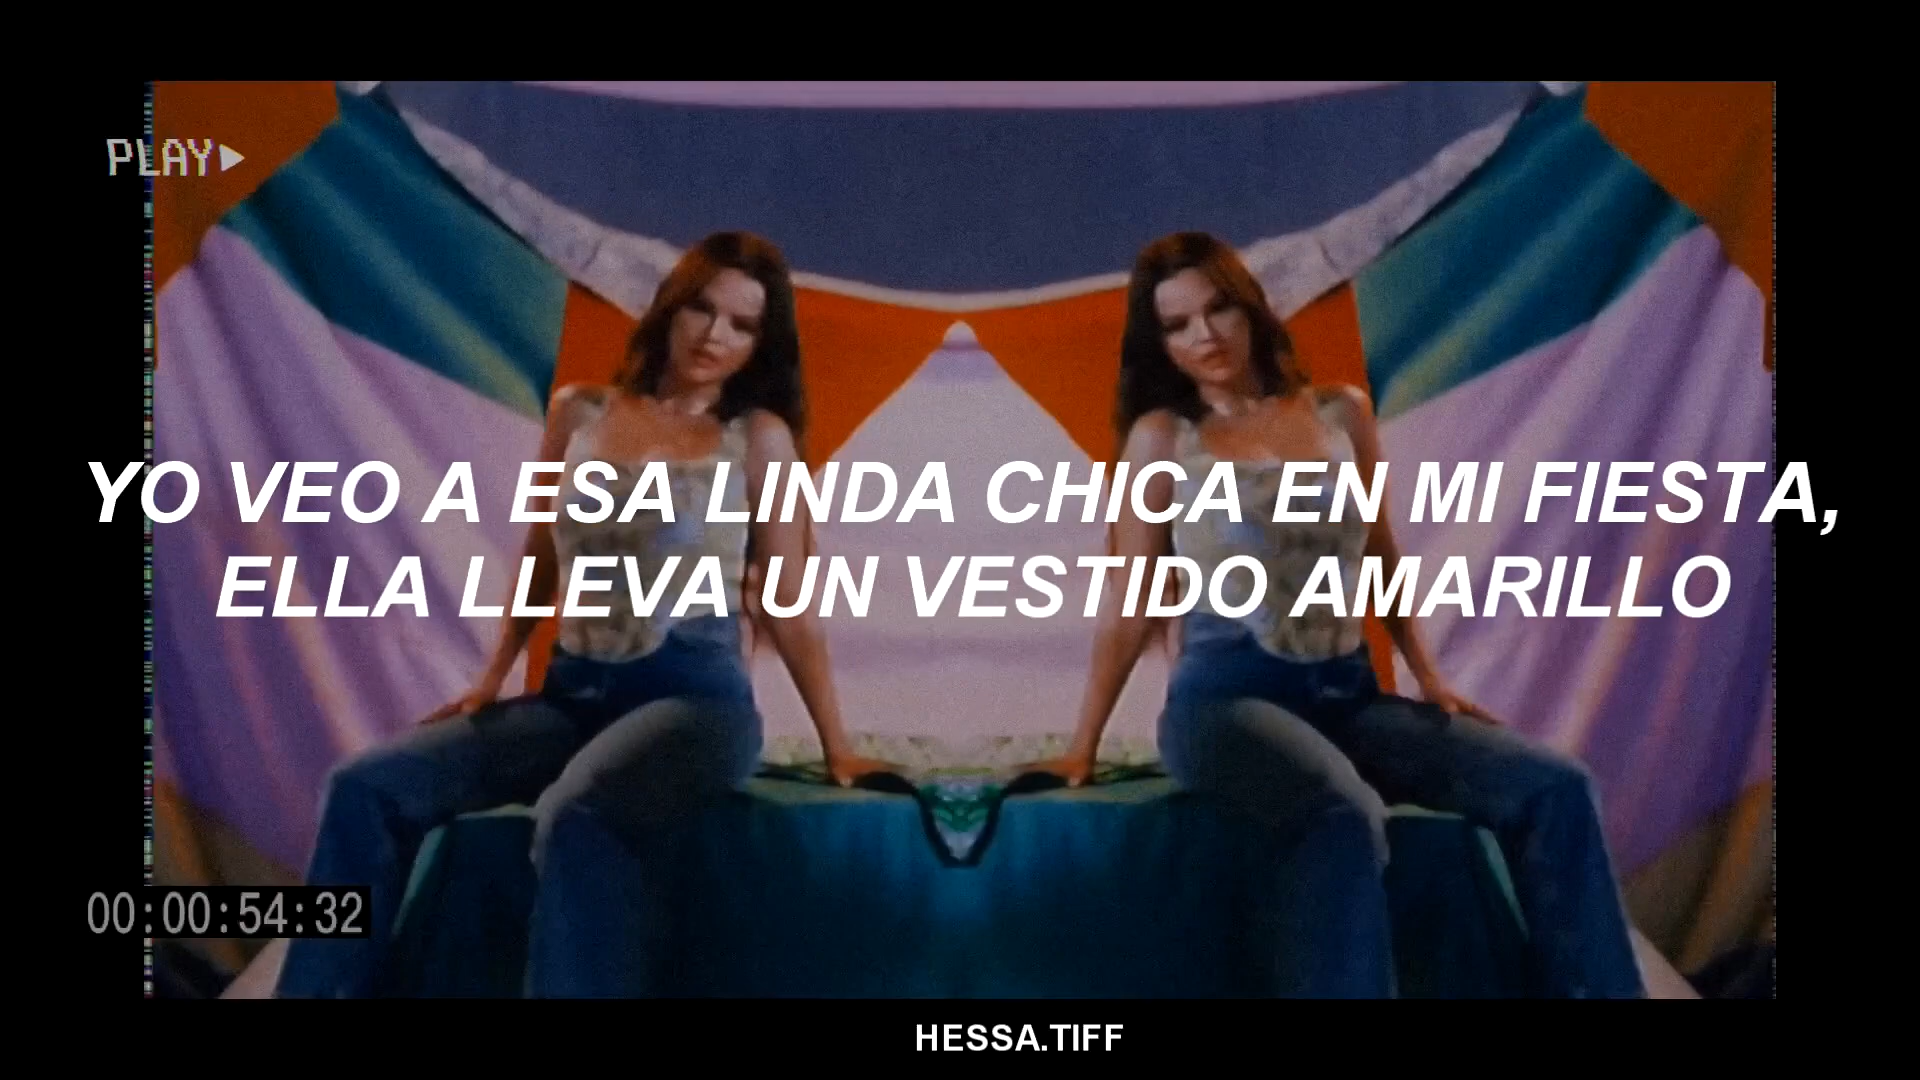 PLAY
YO VEO A ESA LINDA CHICA EN MI FIESTA,
ELLA LLEVA UN VESTIDO AMARILLO
00:00:54:32
HESSA.TIFF